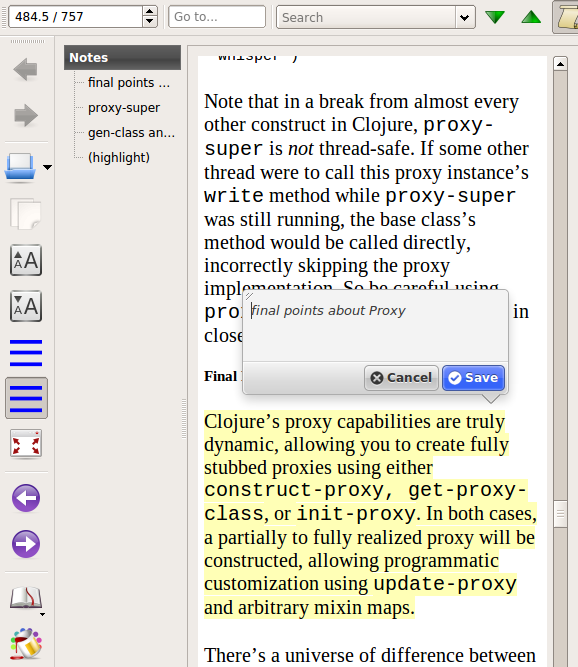 484.5 / 757
Go to...
Search
Notes
final points ...
proxy-super
gen-class an...
(highlight)
Note that in a break from almost every
other construct in Clojure, proxy-
super is not thread-safe. If some other
thread were to call this proxy instance’s
write method while proxy-super
was still running, the base class’s
method would be called directly,
incorrectly skipping the proxy
implementation. So be careful using
in
close
final points about Proxy
Cancel
Save
Final
Clojure’s proxy capabilities are truly
dynamic, allowing you to create fully
stubbed proxies using either
construct-proxy, get-proxy-
class, or init-proxy. In both cases,
a partially to fully realized proxy will be
constructed, allowing programmatic
customization using update-proxy
and arbitrary mixin maps.
There’s a universe of difference between